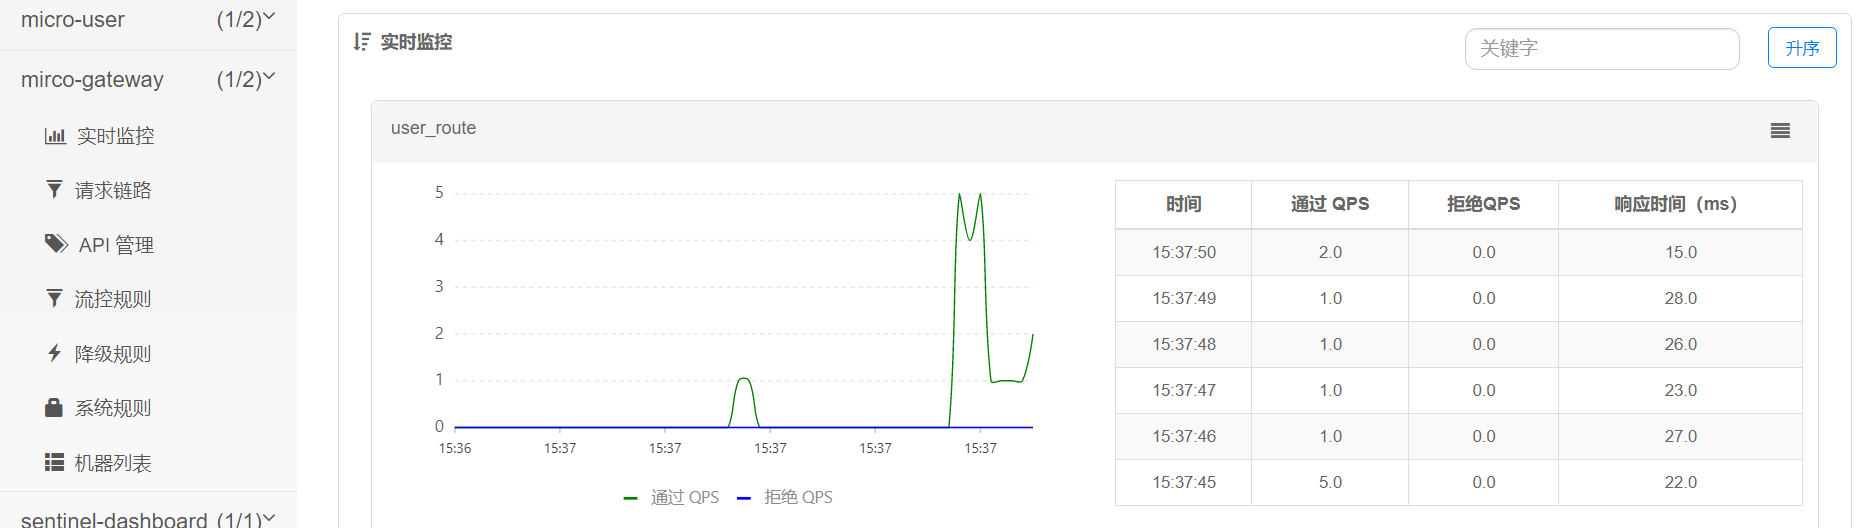 micro-user (1/2)
mirco-gateway (1/2)
实时监控
请求链路
API 管理
流控规则
降级规则
系统规则
机器列表
sentinel-dashboard (1/1)
实时监控
关键字
升序
user_route
5
4
3
2
1
0
15:36 15:37 15:37 15:37 15:37 15:37
通过 QPS 拒绝 QPS
时间 通过 QPS 拒绝QPS 响应时间（ms）
15:37:50 2.0 0.0 15.0
15:37:49 1.0 0.0 28.0
15:37:48 1.0 0.0 26.0
15:37:47 1.0 0.0 23.0
15:37:46 1.0 0.0 27.0
15:37:45 5.0 0.0 22.0